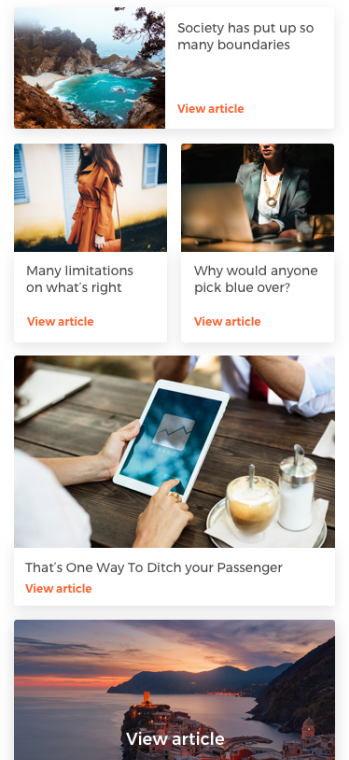 Society has put up so
many boundaries
View article
Many limitations
on what's right
View article
Why would anyone
pick blue over?
View article
That's One Way To Ditch your Passenger
View article
View article